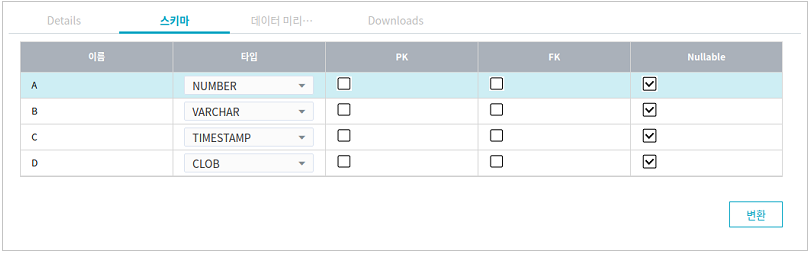 Details 스키마 데이터 미리… Downloads
이름 타입 PK FK Nullable
A NUMBER
B VARCHAR
C TIMESTAMP
D CLOB
변환